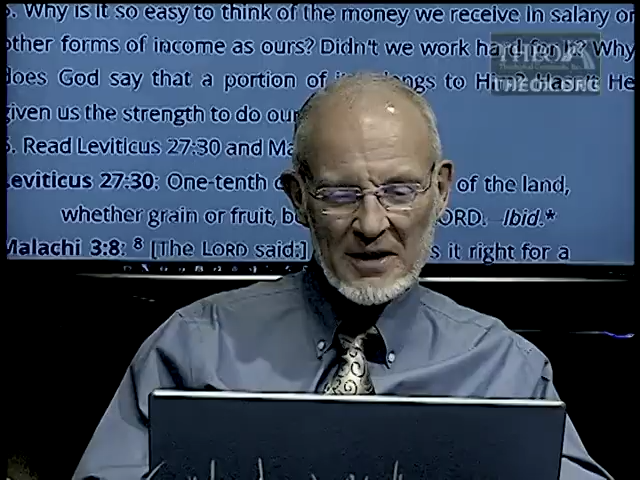 . Why is it so easy to think of the money we receive in salary or
other forms of income as ours? Didn't we work hard for it? Why
does God say that a portion of it belongs to Him? Hasn't He
given us the strength to do our
. Read Leviticus 27:30 and Ma
Leviticus 27:30: One-tenth of the land,
whether grain or fruit, b ORD.—Ibid.*
Malachi 3:8: 8 [The LORD said:] s it right for a
THEOX.ORG